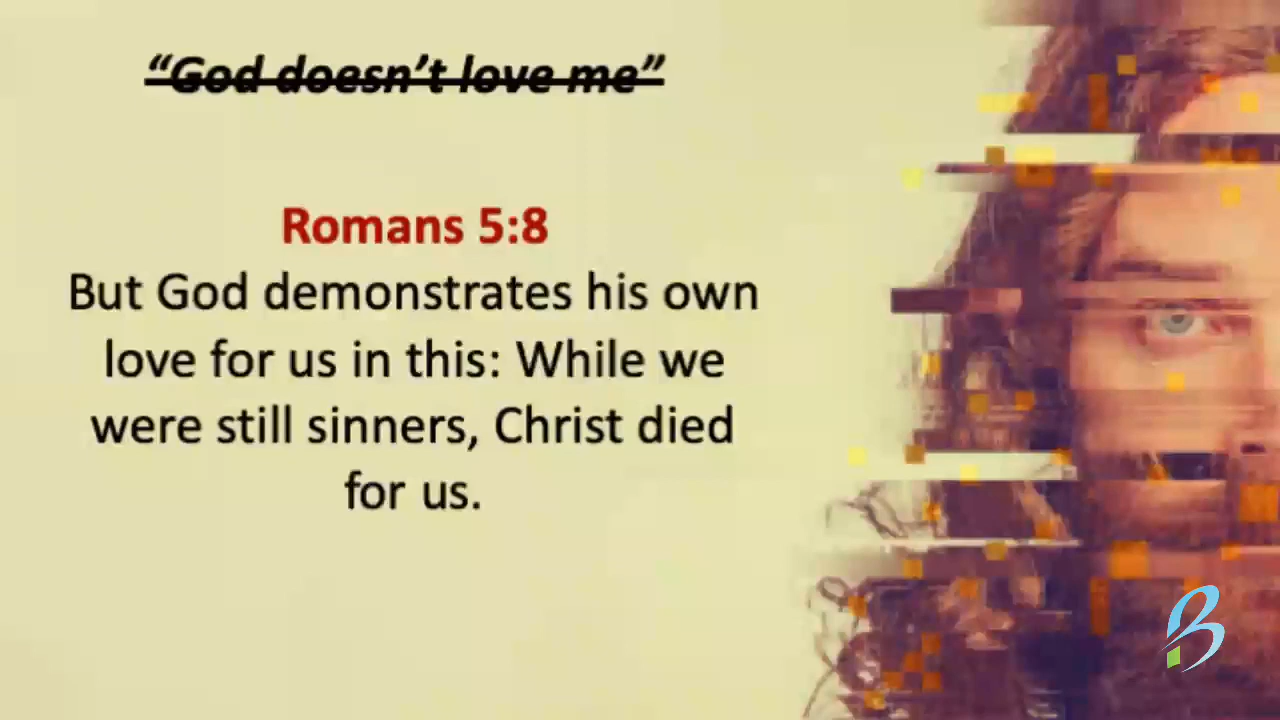 “God doesn’t love me”
Romans 5:8
But God demonstrates his own
love for us in this: While we
were still sinners, Christ died
for us.
B